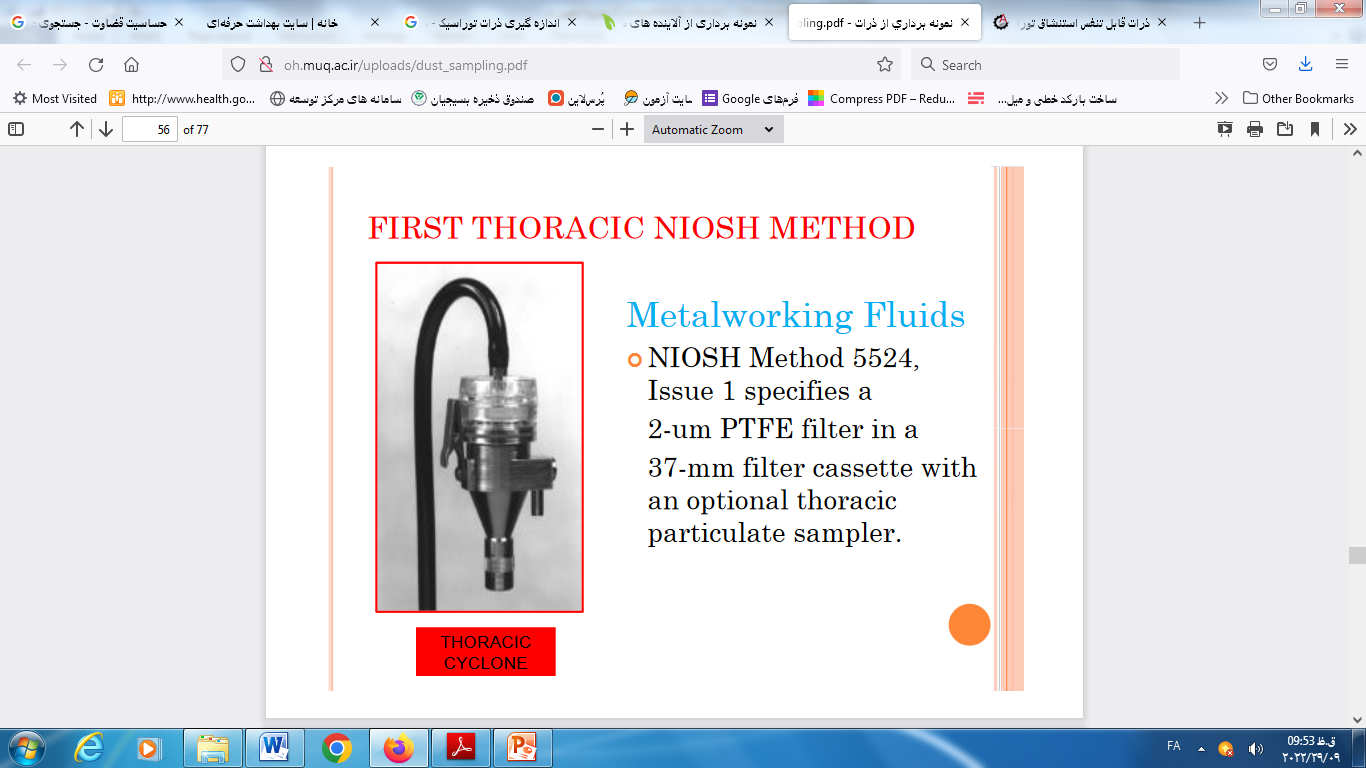 حساسیت قضاوت - جستجوی
خانه | سایت بهداشت حرفه‌ای
اندازه گیری ذرات توراسیک -
نمونه برداری از آلاینده های
نمونه برداري از ذرات - pling.pdf
ذرات قابل تنفس استنشاق تور
oh.muq.ac.ir/uploads/dust_sampling.pdf
Search
Most Visited
http://www.health.go...
سامانه های مرکز توسعه
صندوق ذخیره بسیجیان
پُرس‌لاین
سایت آزمون
فرم‌های Google
Compress PDF – Redu...
ساخت بارکد خطی و میل...
Other Bookmarks
56 of 77
Automatic Zoom
FIRST THORACIC NIOSH METHOD
Metalworking Fluids
NIOSH Method 5524,
Issue 1 specifies a
2-um PTFE filter in a
37-mm filter cassette with
an optional thoracic
particulate sampler.
THORACIC
CYCLONE
FA
09:53 ق.ظ
۲۰۲۲/۲۹/۰۹